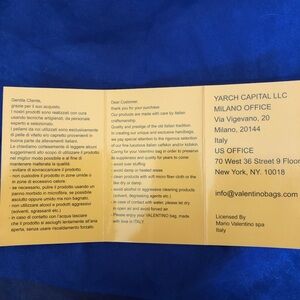 Gentile Cliente,
grazie per il suo acquisto.
I nostri prodotti sono realizzati con cura
usando tecniche artigianali, da personale
esperto e selezionato.
I pellami da noi utilizzati sono esclusivamente
di pelle di vitello e/o capretto provenienti in
buona parte da allevamenti italiani.
Le chiediamo cortesemente di leggere alcuni
suggerimenti allo scopo di utilizzare il prodotto
nel miglior modo possibile e al fine di
mantenere inalterata la qualità.
- evitare di sovraccaricare il prodotto
- non custodire il prodotto in zone umide o
in zone di eccessivo calore
- se necessario, pulire il prodotto usando un
panno morbido in microfibra, se possibile
asciutto oppure umido ma non bagnato.
- non utilizzare alcool e prodotti aggressivi
(solventi, sgrassanti etc.)
- in caso di contatto con l'acqua lasciare
che il prodotto asciughi lentamente all'aria
aperta, senza usare riscaldamento forzato.
Dear Customer,
thank you for your purchase
Our products are made with care by Italian
craftsmanship.
Quality and prestige of the old Italian tradition
in creating our unique and exclusive handbags,
we pay special attention to the rigorous selection
of our fine luxurious Italian calfskin and/or kidskin.
Caring for your Valentino bag in order to preserve
its suppleness and quality for years to come:
- avoid over stuffing
- avoid damp or heated areas
- clean products with soft micro fiber cloth or the
like dry or damp
- avoid alcohol or aggressive cleaning products
(solvent, degreasing agents etc.)
- in case of contact with water, please let dry
in open air and avoid forced air
Please enjoy your VALENTINO bag, made
with love in ITALY
YARCH CAPITAL LLC
MILANO OFFICE
Via Vigevano, 20
Milano, 20144
Italy
US OFFICE
70 West 36 Street 9 Floor
New York, NY. 10018
info@valentinobags.com
Licensed By
Mario Valentino spa
Italy